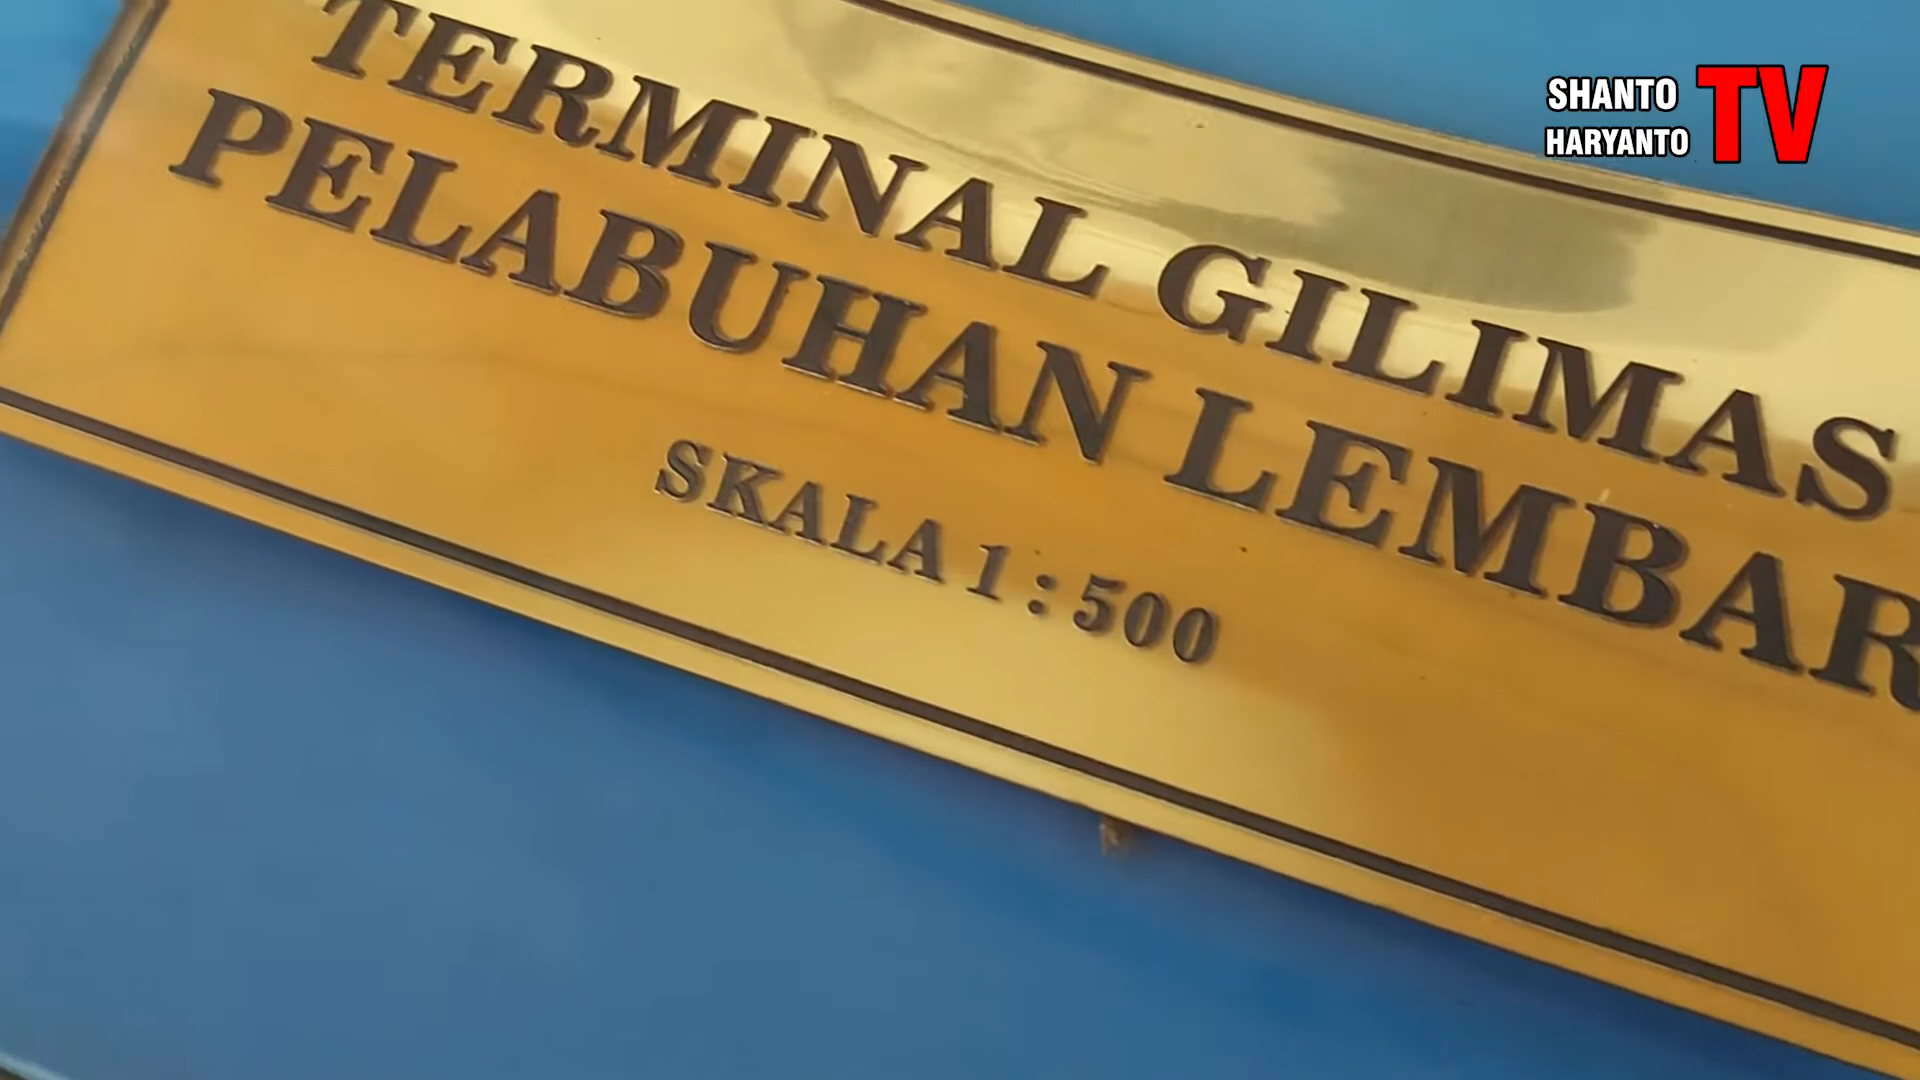 TERMINAL GILIMAS
PELABUHAN LEMBAR
SKALA 1 : 500
SHANTO
HARYANTO
TV